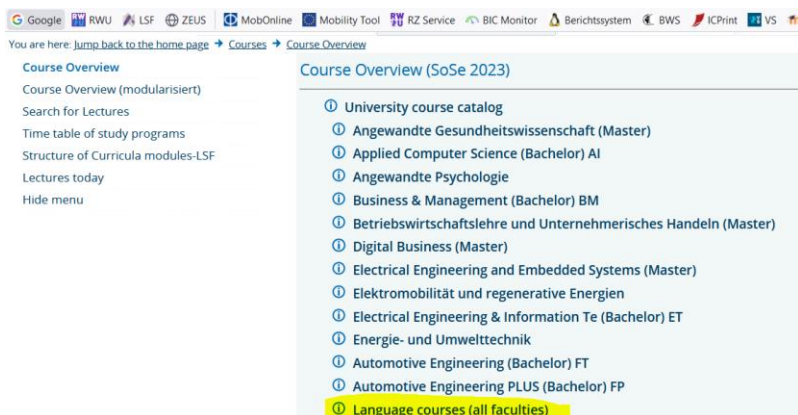 Google RWU LSF ZEUS MobOnline Mobility Tool RZ Service BIC Monitor Berichtssystem BWS ICPrint VS
You are here: Jump back to the home page → Courses → Course Overview
Course Overview
Course Overview (modularisiert)
Search for Lectures
Time table of study programs
Structure of Curricula modules-LSF
Lectures today
Hide menu
Course Overview (SoSe 2023)
University course catalog
Angewandte Gesundheitswissenschaft (Master)
Applied Computer Science (Bachelor) AI
Angewandte Psychologie
Business & Management (Bachelor) BM
Betriebswirtschaftslehre und Unternehmerisches Handeln (Master)
Digital Business (Master)
Electrical Engineering and Embedded Systems (Master)
Elektromobilität und regenerative Energien
Electrical Engineering & Information Te (Bachelor) ET
Energie- und Umwelttechnik
Automotive Engineering (Bachelor) FT
Automotive Engineering PLUS (Bachelor) FP
Language courses (all faculties)